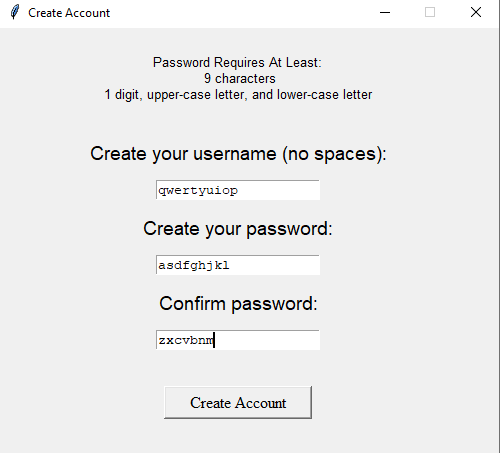 Create Account
Password Requires At Least:
9 characters
1 digit, upper-case letter, and lower-case letter
Create your username (no spaces):
qwertyuiop
Create your password:
asdfghjkl
Confirm password:
zxcvbnm
Create Account